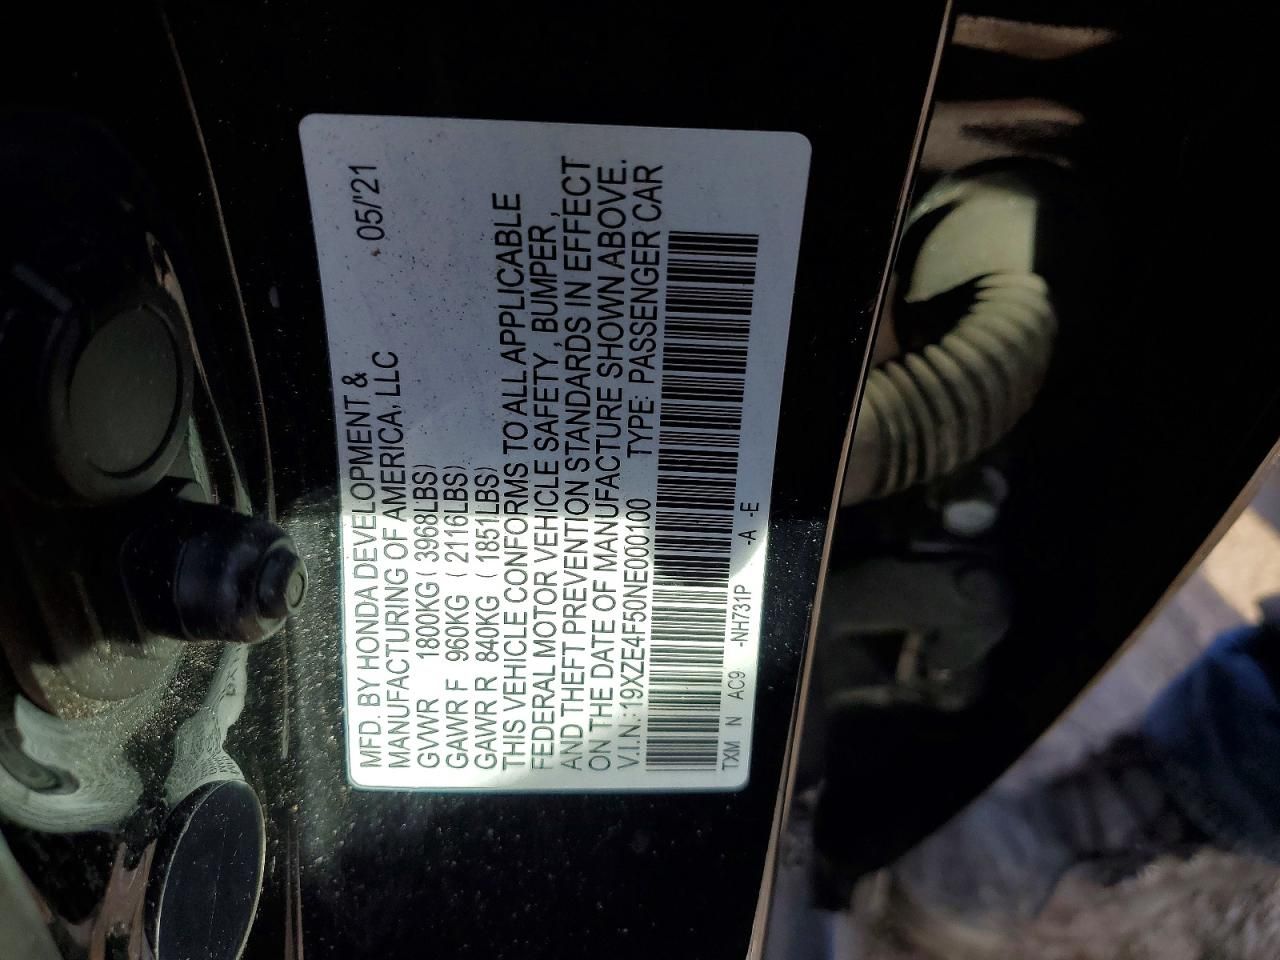 MFD. BY HONDA DEVELOPMENT &
MANUFACTURING OF AMERICA, LLC 05/'21
GVWR 1800KG (3968LBS)
GAWR F 960KG (2116LBS)
GAWR R 840KG (1851LBS)
THIS VEHICLE CONFORMS TO ALL APPLICABLE
FEDERAL MOTOR VEHICLE SAFETY, BUMPER,
AND THEFT PREVENTION STANDARDS IN EFFECT
ON THE DATE OF MANUFACTURE SHOWN ABOVE.
V.I.N.:19XZE4F50NE000100 TYPE: PASSENGER CAR
TXM N AC9 -NH731P -A -E